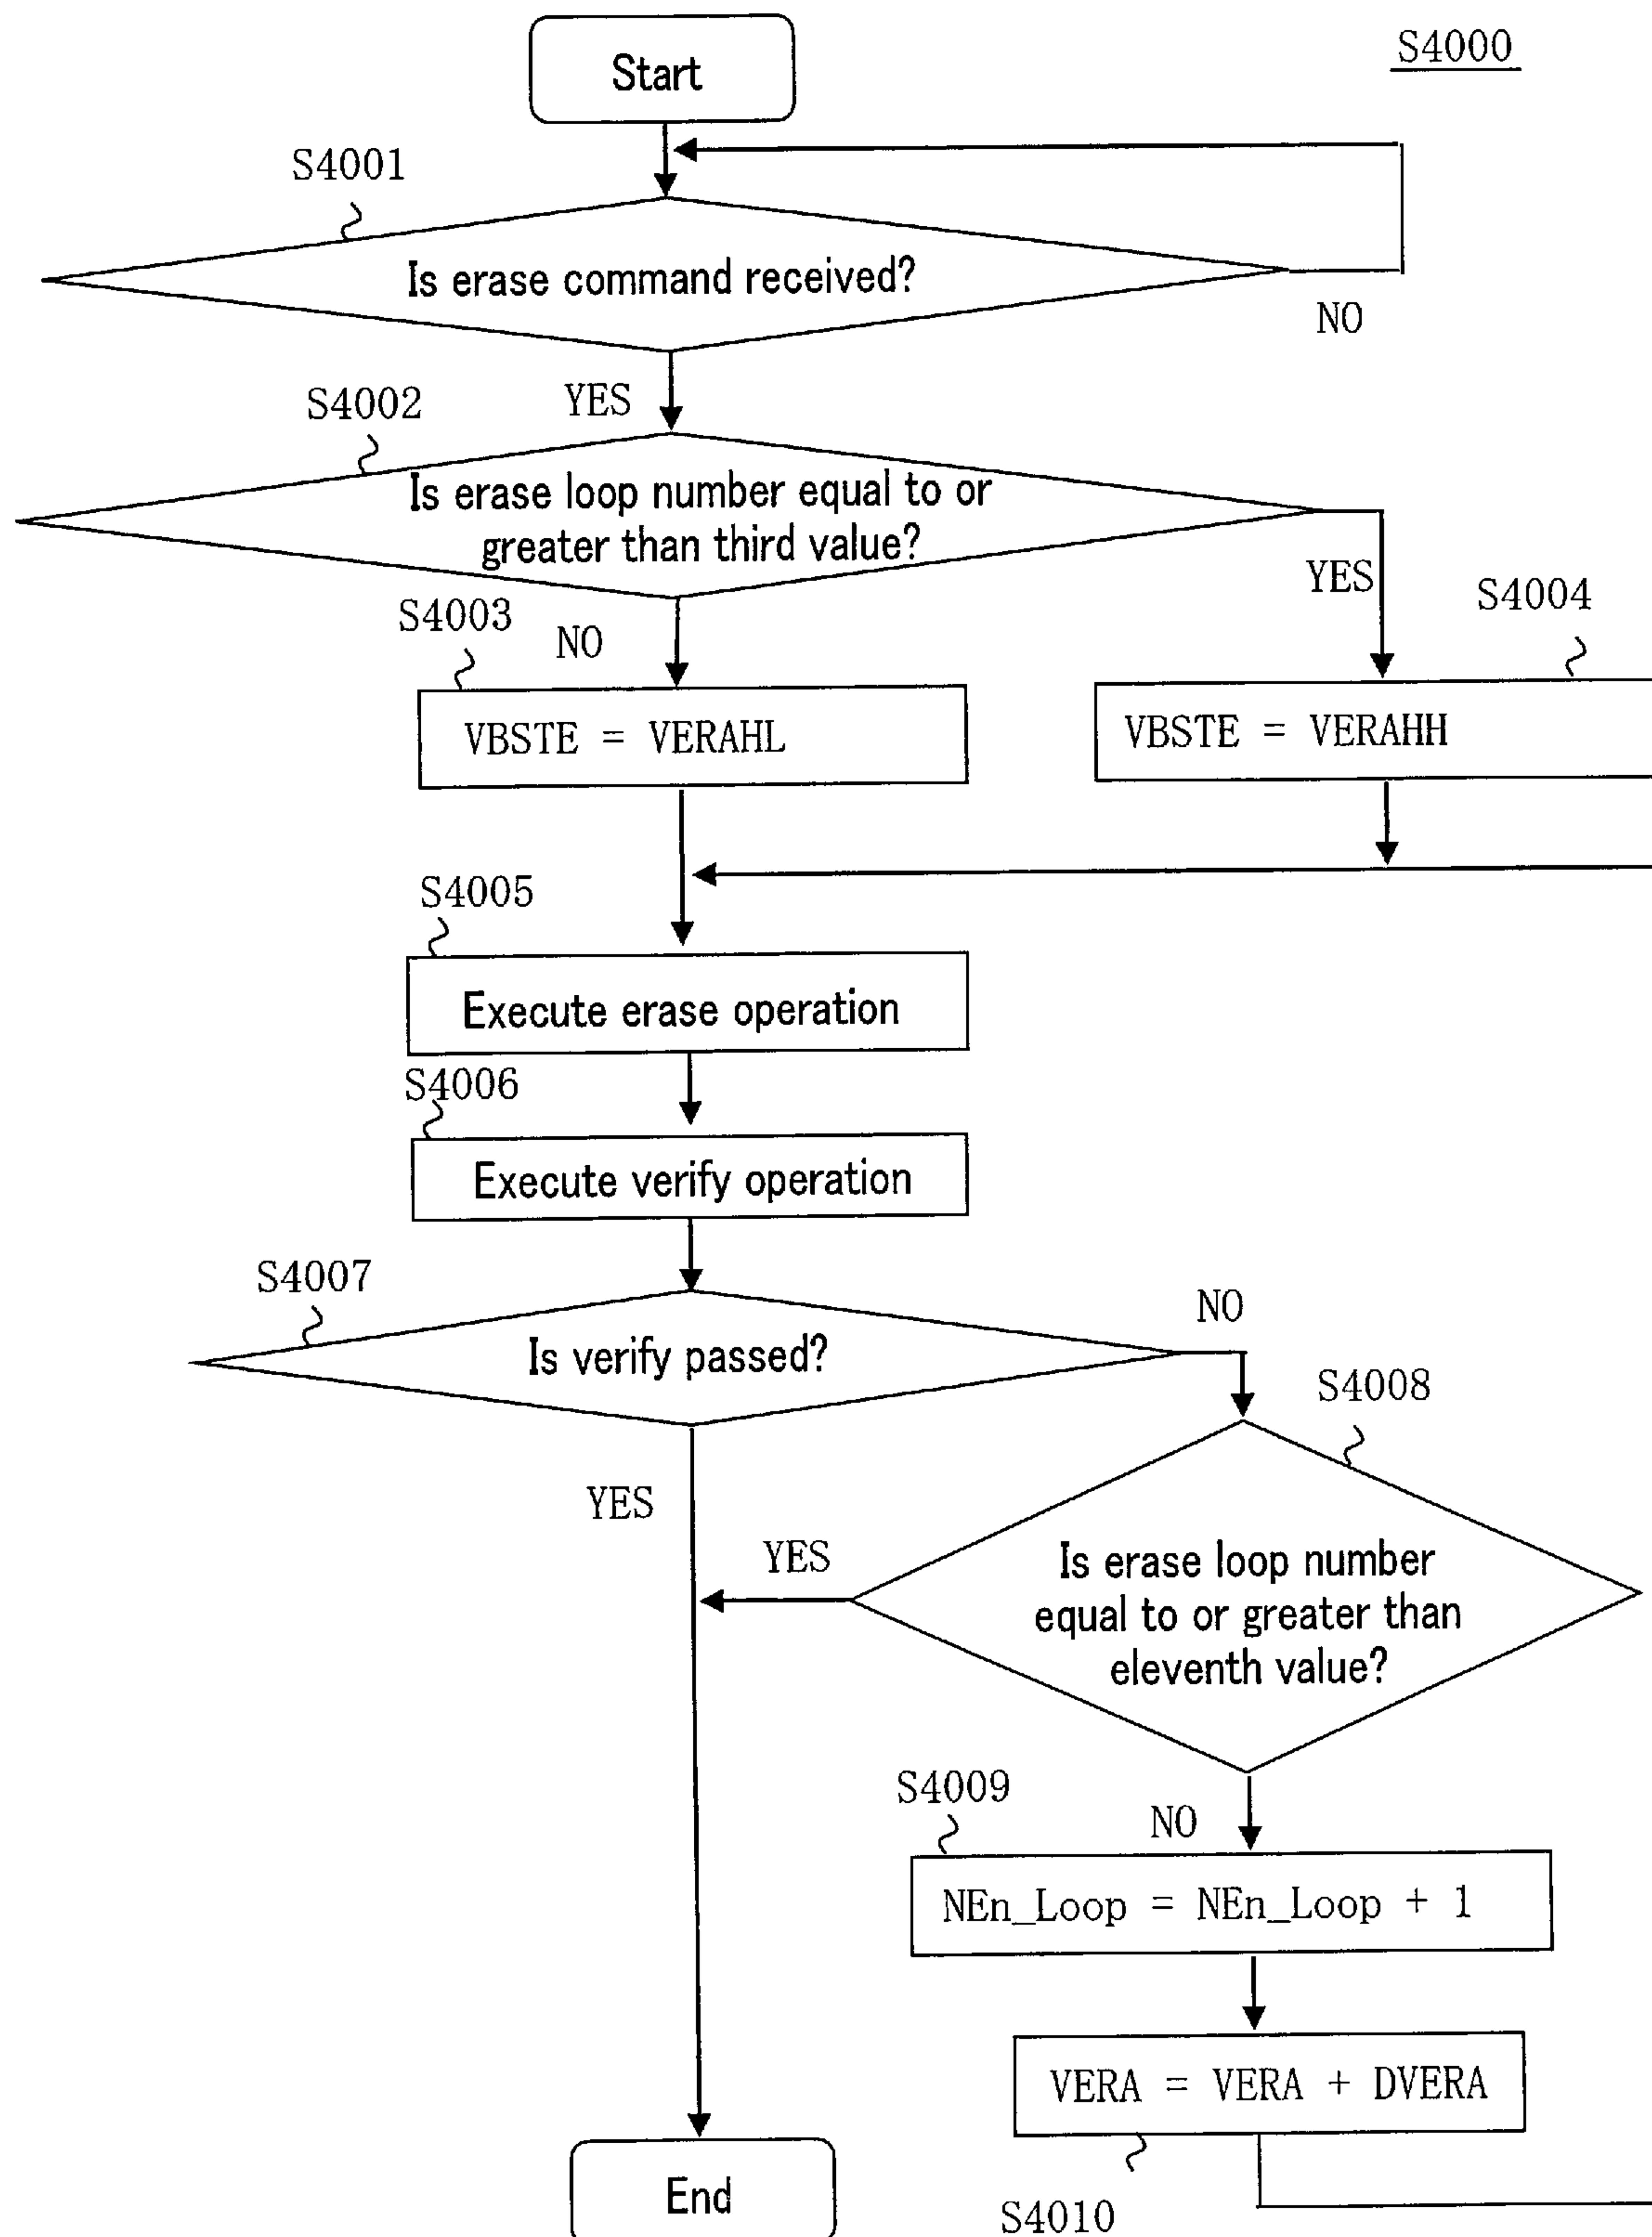 S4000
Start
S4001
Is erase command received?
NO
YES
S4002
Is erase loop number equal to or
greater than third value?
YES
S4004
S4003
NO
VBSTE = VERAHL
VBSTE = VERAHH
S4005
Execute erase operation
S4006
Execute verify operation
S4007
NO
Is verify passed?
S4008
YES
YES
Is erase loop number
equal to or greater than
eleventh value?
S4009
NO
NEn_Loop = NEn_Loop + 1
VERA = VERA + DVERA
End
S4010